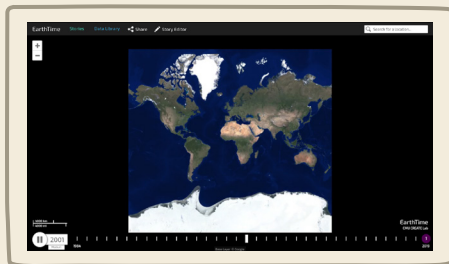 EarthTime Stories Data Library Share Story Editor Search for a location...
+
−
EarthTime
CMU CREATE Lab
2001
1984
2019